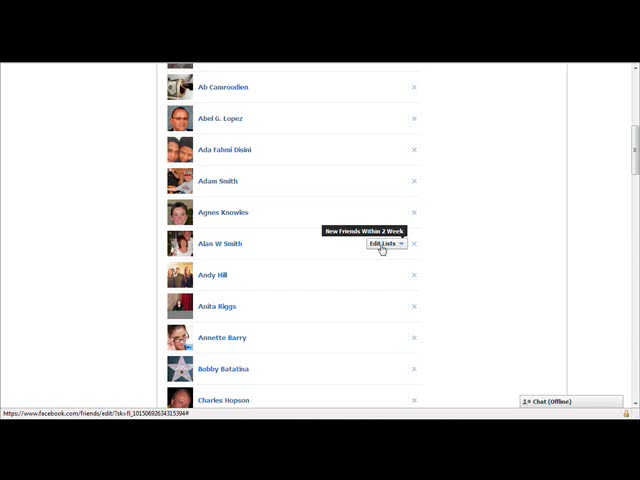 Ab Camroodien
Abel G. Lopez
Ada Fahmi Disini
Adam Smith
Agnes Knowles
New Friends Within 2 Week
Alan W Smith
Edit Lists
Andy Hill
Anita Riggs
Annette Barry
Bobby Batatina
Charles Hopson
Chat (Offline)
https://www.facebook.com/friends/edit/?sk=fl_10150692634315394#